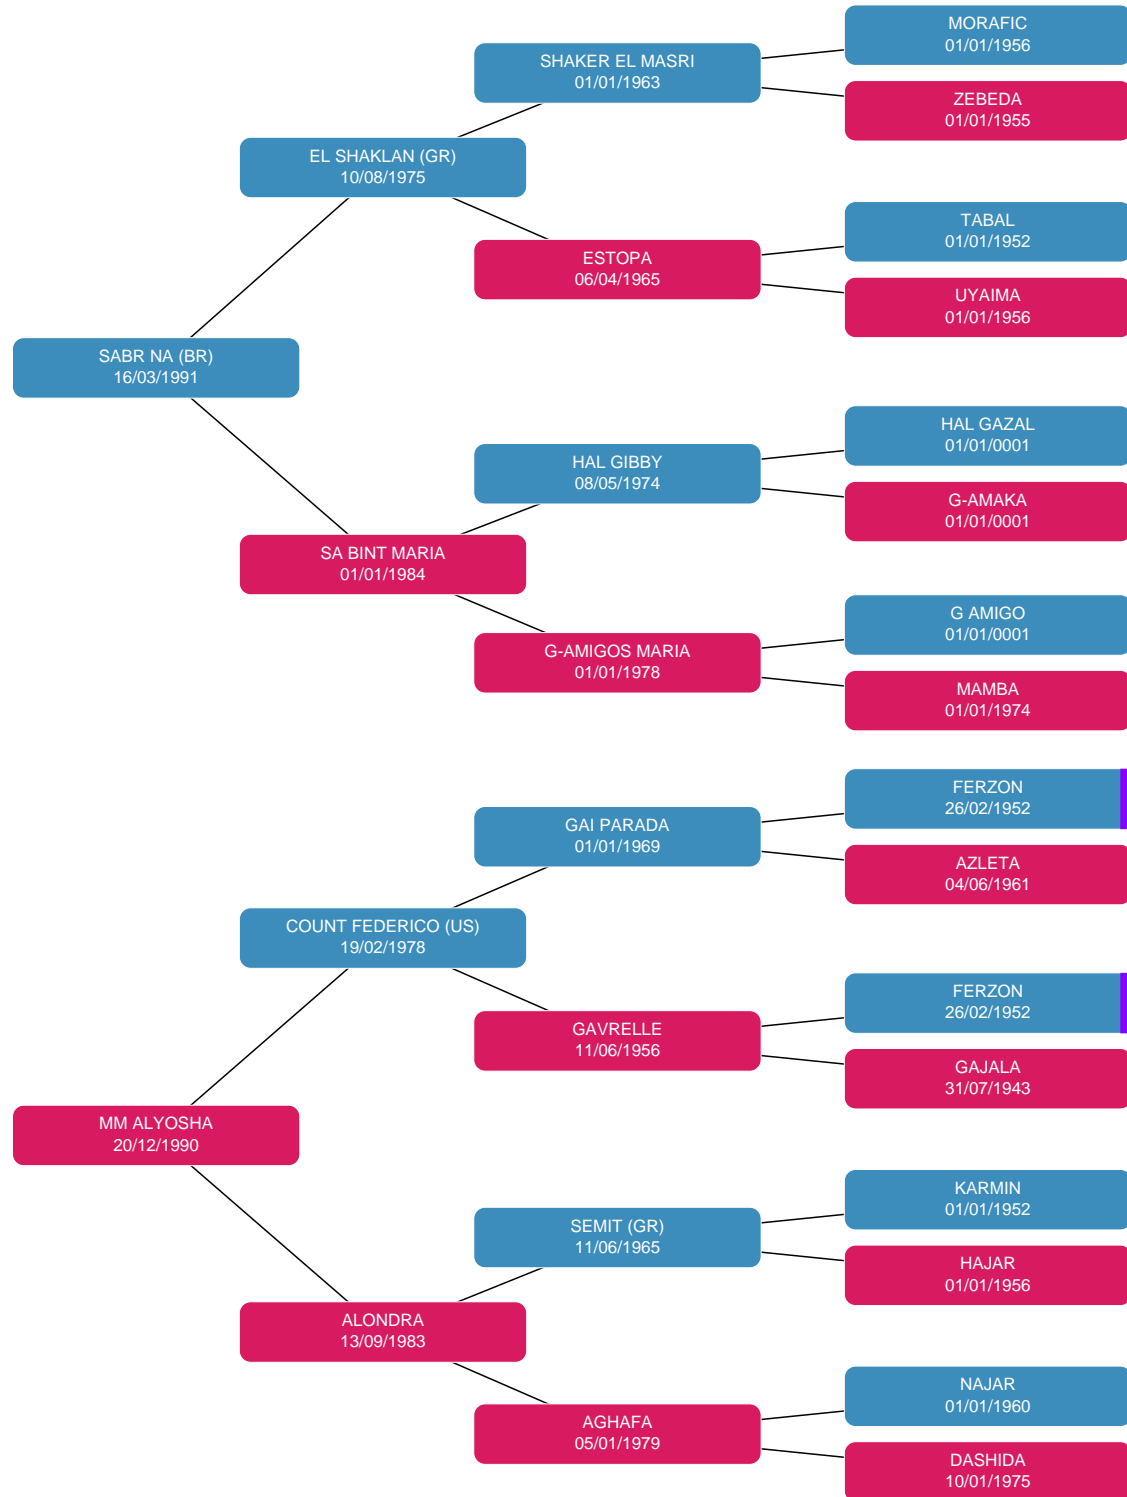 MORAFIC
01/01/1956
SHAKER EL MASRI
01/01/1963
ZEBEDA
01/01/1955
EL SHAKLAN (GR)
10/08/1975
TABAL
01/01/1952
ESTOPA
06/04/1965
UYAIMA
01/01/1956
SABR NA (BR)
16/03/1991
HAL GAZAL
01/01/0001
HAL GIBBY
08/05/1974
G-AMAKA
01/01/0001
SA BINT MARIA
01/01/1984
G AMIGO
01/01/0001
G-AMIGOS MARIA
01/01/1978
MAMBA
01/01/1974
FERZON
26/02/1952
GAI PARADA
01/01/1969
AZLETA
04/06/1961
COUNT FEDERICO (US)
19/02/1978
FERZON
26/02/1952
GAVRELLE
11/06/1956
GAJALA
31/07/1943
MM ALYOSHA
20/12/1990
KARMIN
01/01/1952
SEMIT (GR)
11/06/1965
HAJAR
01/01/1956
ALONDRA
13/09/1983
NAJAR
01/01/1960
AGHAFA
05/01/1979
DASHIDA
10/01/1975